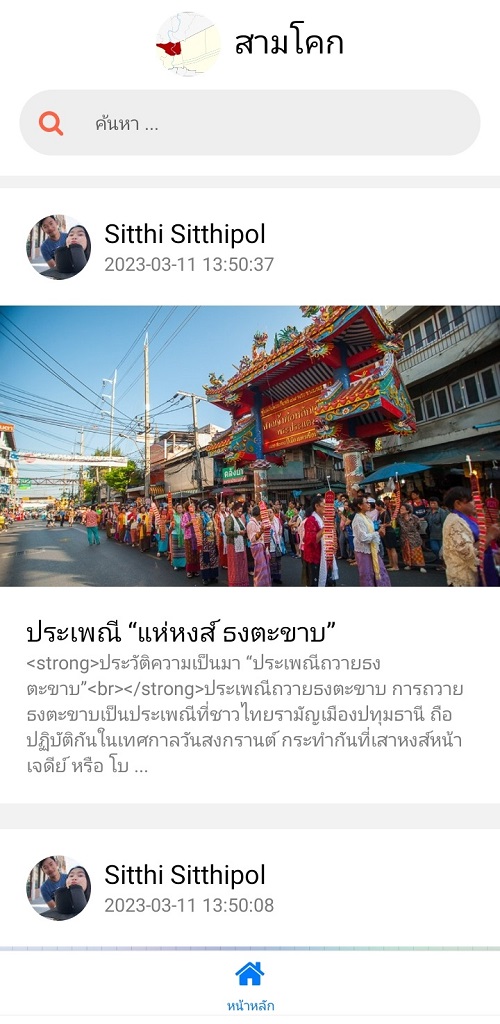 สามโคก
ค้นหา ...
Sitthi Sitthipol
2023-03-11 13:50:37
ประเพณี “แห่หงส์ ธงตะขาบ”
<strong>ประวัติความเป็นมา “ประเพณีถวายธง
ตะขาบ”<br></strong>ประเพณีถวายธงตะขาบ การถวาย
ธงตะขาบเป็นประเพณีที่ชาวไทยรามัญเมืองปทุมธานี ถือ
ปฏิบัติกันในเทศกาลวันสงกรานต์ กระทำกันที่เสาหงส์หน้า
เจดีย์ หรือ โบ ...
Sitthi Sitthipol
2023-03-11 13:50:08
หน้าหลัก